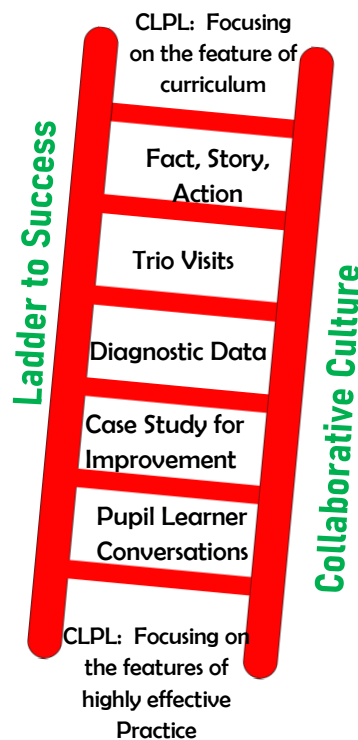 CLPL:  Focusing
on the feature of
curriculum
Fact, Story,
Action
Trio Visits
Diagnostic Data
Case Study for
Improvement
Pupil Learner
Conversations
CLPL:  Focusing on
the features of
highly effective
Practice
Ladder to Success
Collaborative Culture